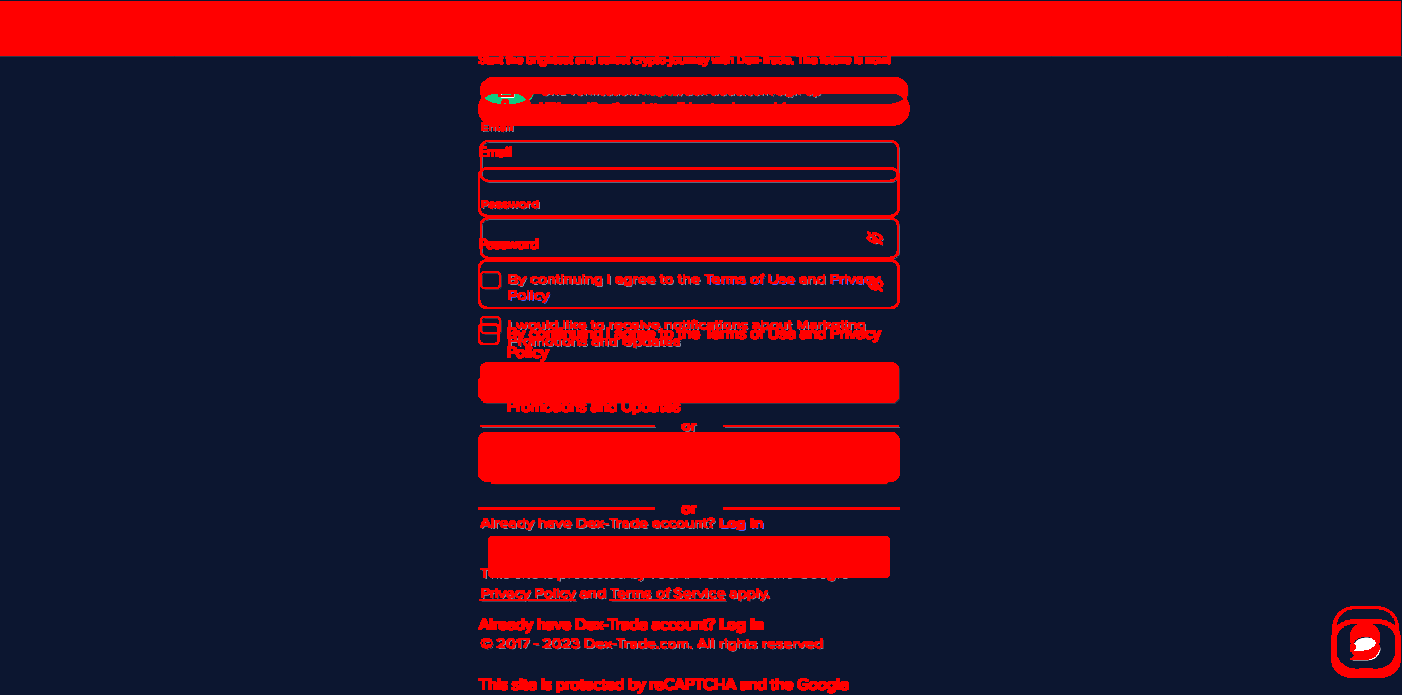 Start the brightest and safest crypto-journey with Dex-Trade. The future is now!
Email
Email
Password
Password
By continuing I agree to the Terms of Use and Privacy
Policy
I would like to receive notifications about Marketing
By continuing I agree to the Terms of Use and Privacy
Promotions and Updates
Policy
Promotions and Updates
or
or
Already have Dex-Trade account? Log in
This site is protected by reCAPTCHA and the Google
Privacy Policy and Terms of Service apply.
Already have Dex-Trade account? Log in
© 2017 - 2023 Dex-Trade.com. All rights reserved
This site is protected by reCAPTCHA and the Google